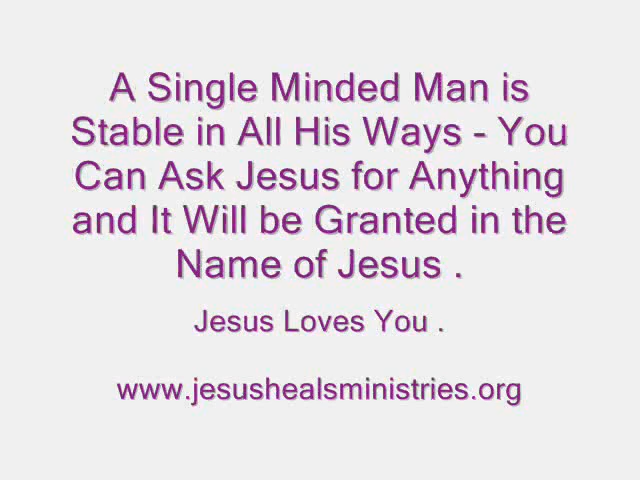 A Single Minded Man is
Stable in All His Ways - You
Can Ask Jesus for Anything
and It Will be Granted in the
Name of Jesus .
Jesus Loves You .
www.jesushealsministries.org